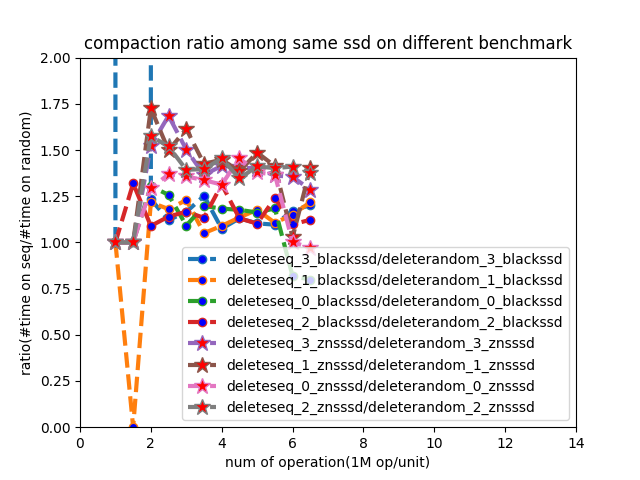 compaction ratio among same ssd on different benchmark
ratio(#time on seq/#time on random)
2.00
1.75
1.50
1.25
1.00
0.75
0.50
0.25
0.00
deleteseq_3_blackssd/deleterandom_3_blackssd
deleteseq_1_blackssd/deleterandom_1_blackssd
deleteseq_0_blackssd/deleterandom_0_blackssd
deleteseq_2_blackssd/deleterandom_2_blackssd
deleteseq_3_znsssd/deleterandom_3_znsssd
deleteseq_1_znsssd/deleterandom_1_znsssd
deleteseq_0_znsssd/deleterandom_0_znsssd
deleteseq_2_znsssd/deleterandom_2_znsssd
0 2 4 6 8 10 12 14
num of operation(1M op/unit)